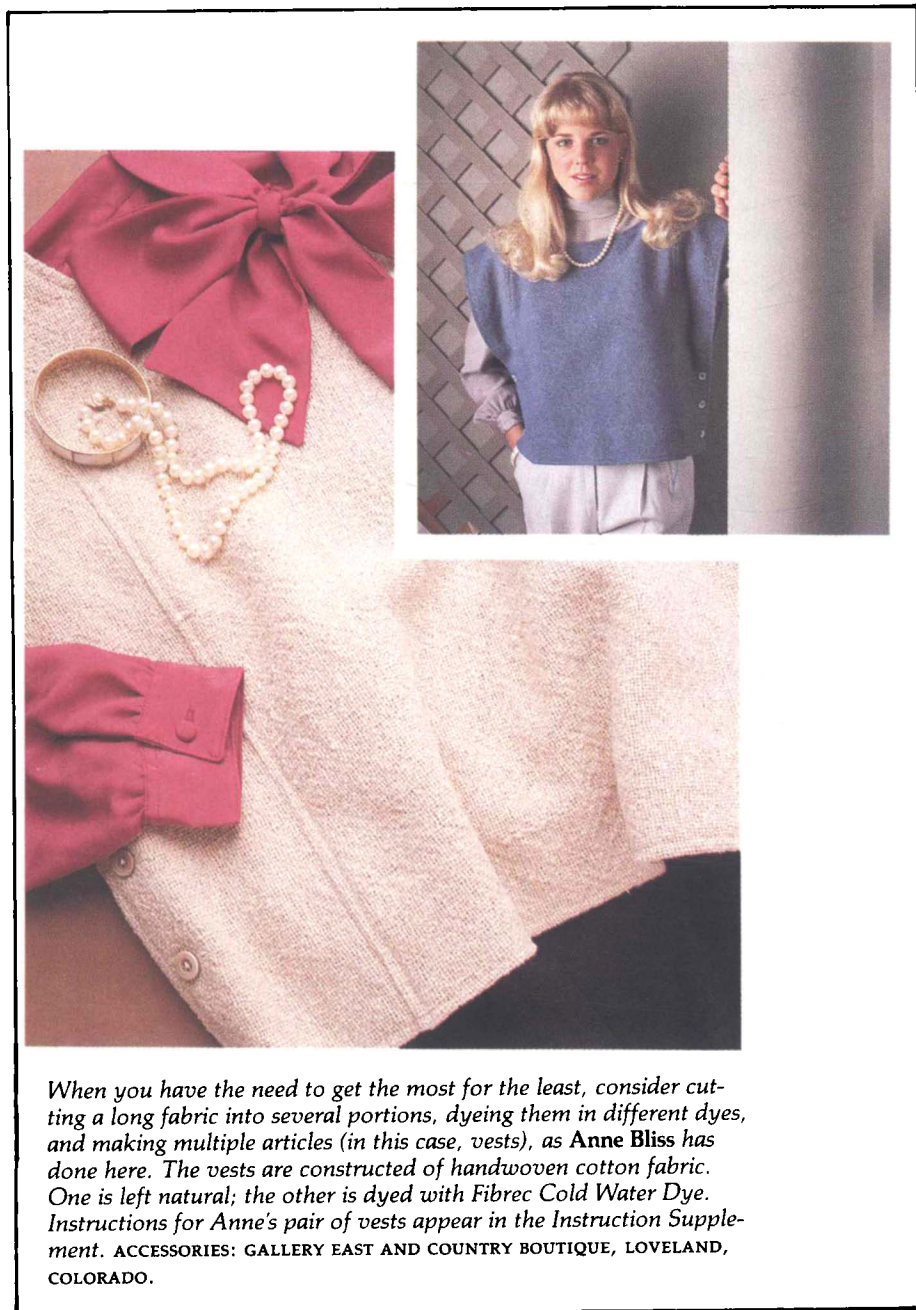 When you have the need to get the most for the least, consider cut-
ting a long fabric into several portions, dyeing them in different dyes,
and making multiple articles (in this case, vests), as Anne Bliss has
done here. The vests are constructed of handwoven cotton fabric.
One is left natural; the other is dyed with Fibrec Cold Water Dye.
Instructions for Anne's pair of vests appear in the Instruction Supple-
ment. ACCESSORIES: GALLERY EAST AND COUNTRY BOUTIQUE, LOVELAND,
COLORADO.